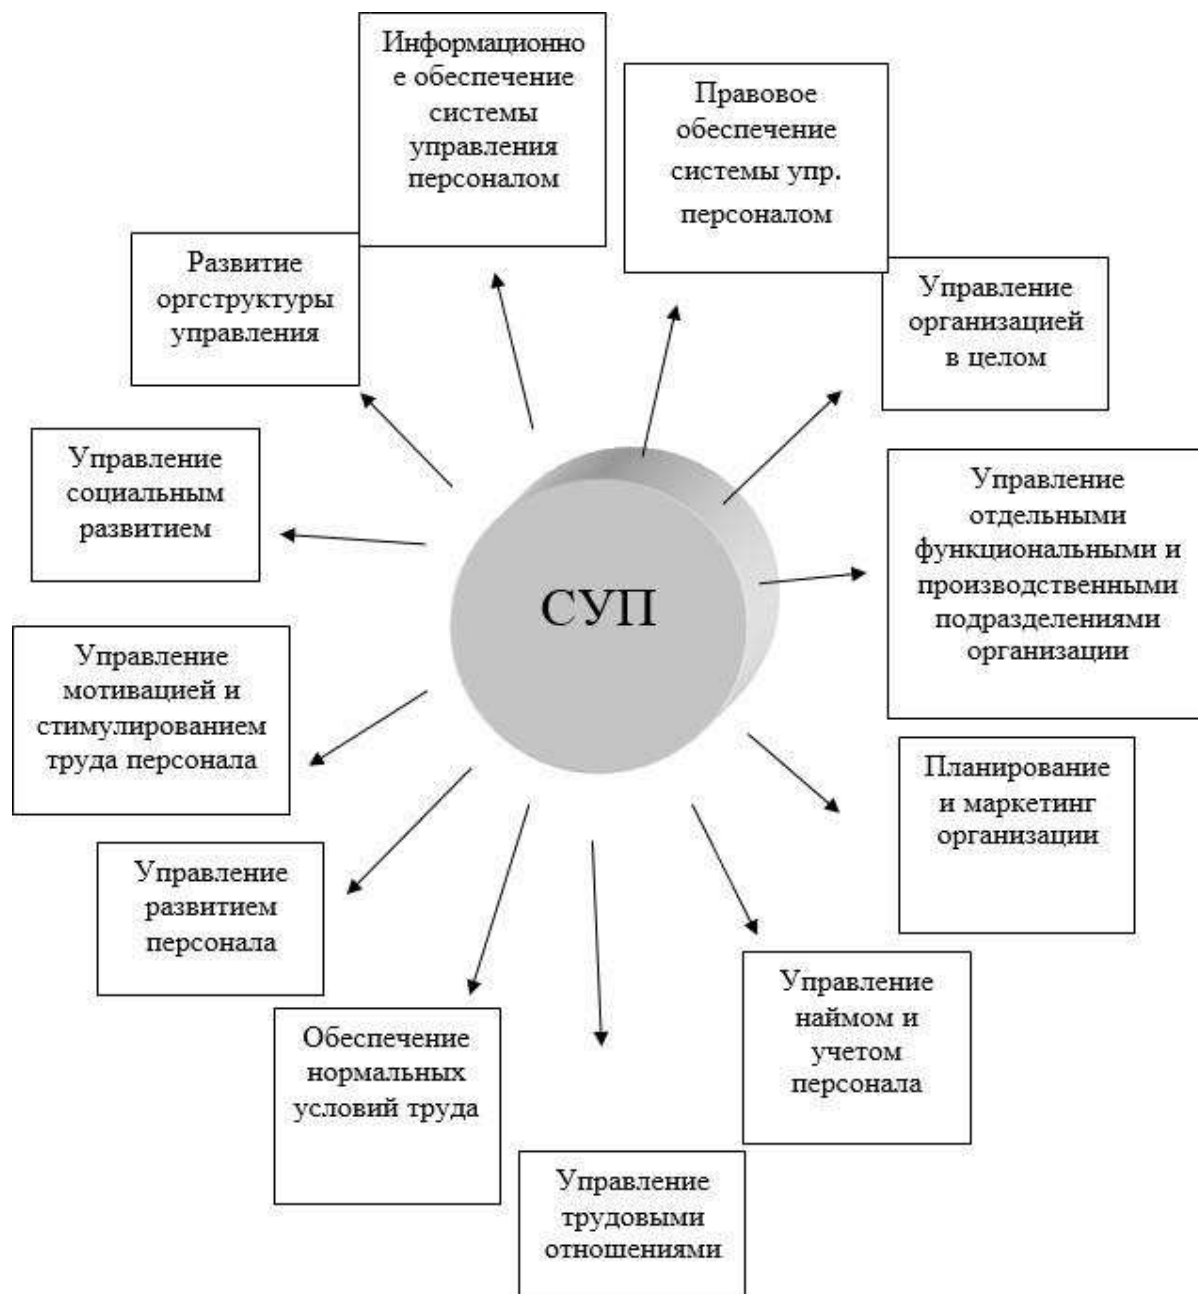 Информационно
е обеспечение
системы
управления
персоналом
Правовое
обеспечение
системы упр.
персоналом
Развитие
оргструктуры
управления
Управление
организацией
в целом
Управление
социальным
развитием
Управление
отдельными
функциональными и
производственными
подразделениями
организации
СУП
Управление
мотивацией и
стимулированием
труда персонала
Планирование
и маркетинг
организации
Управление
развитием
персонала
Управление
наймом и
учетом
персонала
Обеспечение
нормальных
условий труда
Управление
трудовыми
отношениями